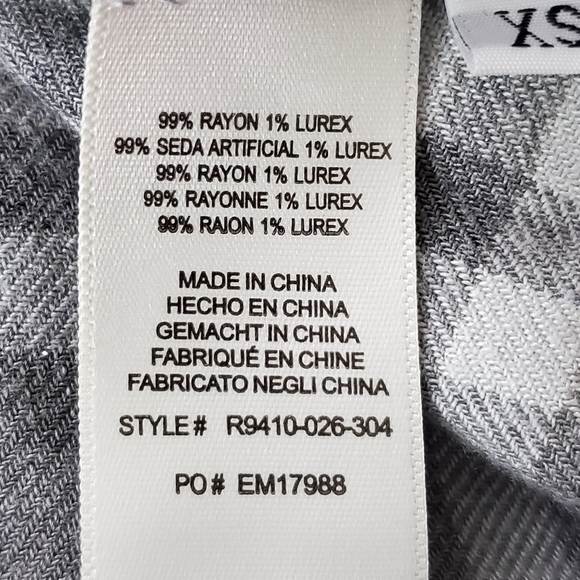 XS
99% RAYON 1% LUREX
99% SEDA ARTIFICIAL 1% LUREX
99% RAYON 1% LUREX
99% RAYONNE 1% LUREX
99% RAION 1% LUREX
MADE IN CHINA
HECHO EN CHINA
GEMACHT IN CHINA
FABRIQUÉ EN CHINE
FABRICATO NEGLI CHINA
STYLE# R9410-026-304
PO# EM17988